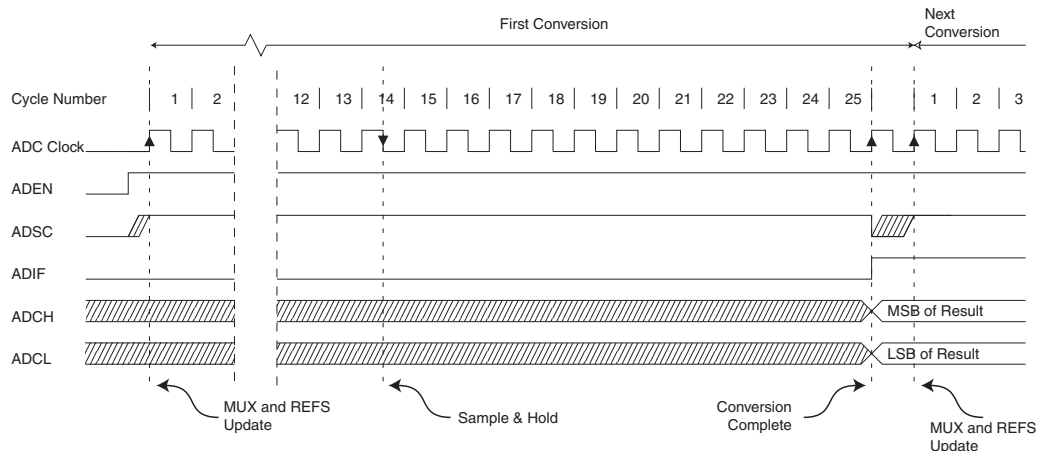 First Conversion
Next
Conversion
Cycle Number 1 2 12 13 14 15 16 17 18 19 20 21 22 23 24 25 1 2 3
ADC Clock
ADEN
ADSC
ADIF
ADCH MSB of Result
ADCL LSB of Result
MUX and REFS
Update
Sample & Hold
Conversion
Complete
MUX and REFS
Update